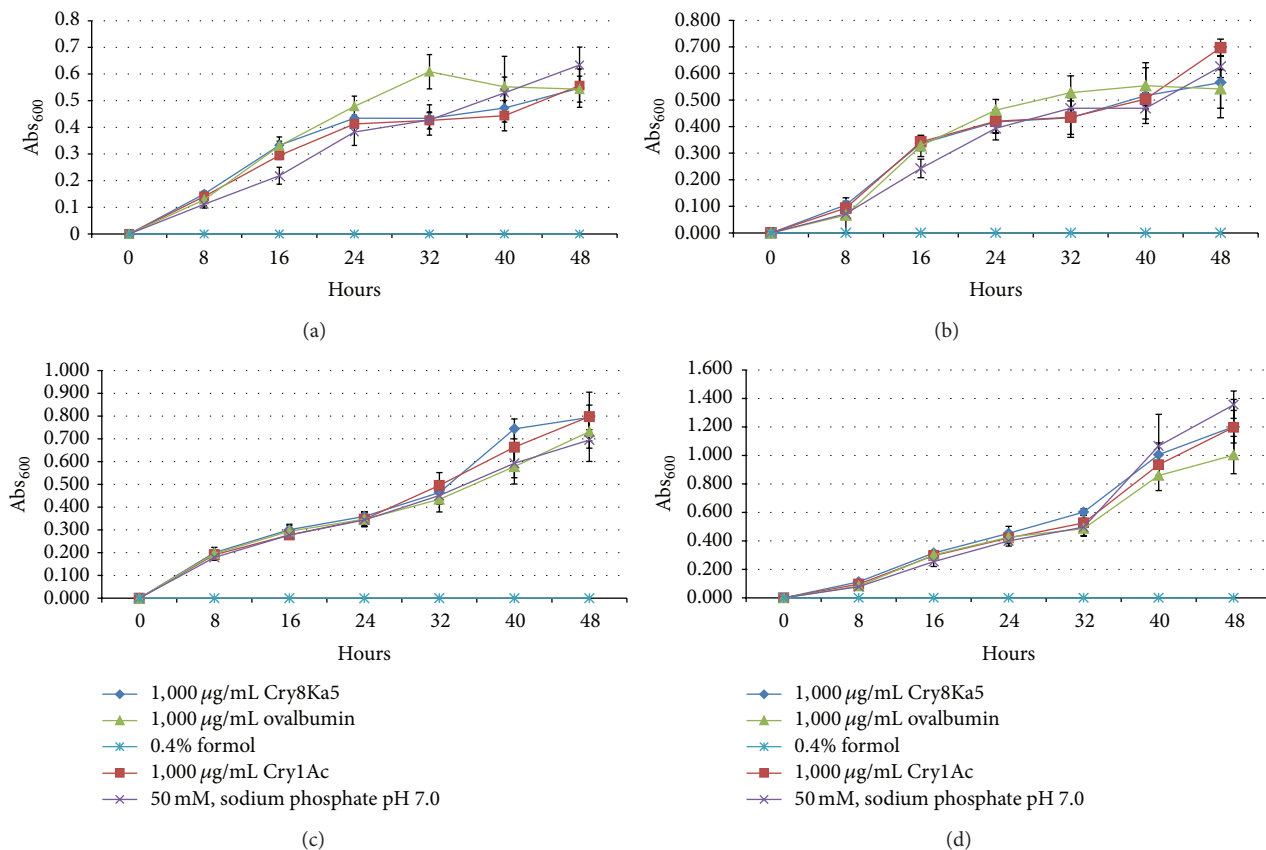 0.8
0.7
0.6
0.5
0.4
0.3
0.2
0.1
0
Abs600
0 8 16 24 32 40 48
Hours
(a)
0.800
0.700
0.600
0.500
0.400
0.300
0.200
0.100
0.000
Abs600
0 8 16 24 32 40 48
Hours
(b)
1.000
0.900
0.800
0.700
0.600
0.500
0.400
0.300
0.200
0.100
0.000
Abs600
0 8 16 24 32 40 48
Hours
1,000 μg/mL Cry8Ka5
1,000 μg/mL ovalbumin
0.4% formol
1,000 μg/mL Cry1Ac
50 mM, sodium phosphate pH 7.0
(c)
1.600
1.400
1.200
1.000
0.800
0.600
0.400
0.200
0.000
Abs600
0 8 16 24 32 40 48
Hours
1,000 μg/mL Cry8Ka5
1,000 μg/mL ovalbumin
0.4% formol
1,000 μg/mL Cry1Ac
50 mM, sodium phosphate pH 7.0
(d)